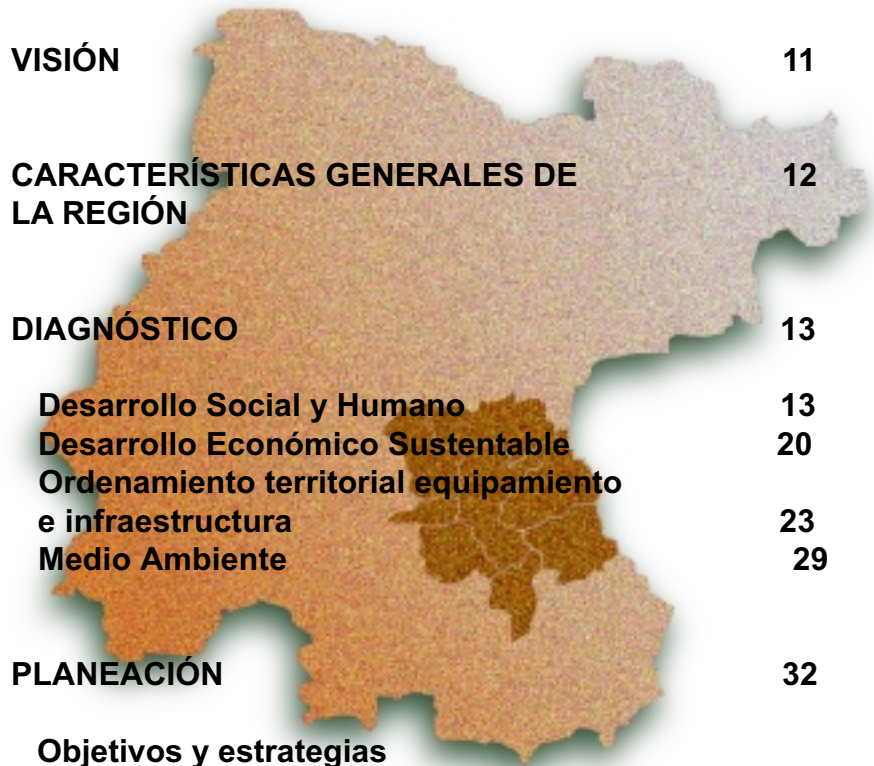 VISIÓN 11
CARACTERÍSTICAS GENERALES DE 12
LA REGIÓN
DIAGNÓSTICO 13
Desarrollo Social y Humano 13
Desarrollo Económico Sustentable 20
Ordenamiento territorial equipamiento
e infraestructura 23
Medio Ambiente 29
PLANEACIÓN 32
Objetivos y estrategias